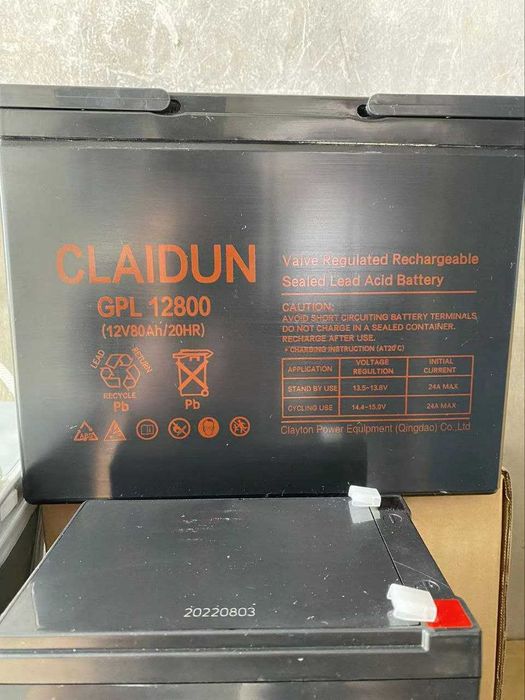 CLAIDUN
GPL 12800
(12V80Ah/20HR)
LEAD
RETURN
RECYCLE
Pb
Pb
Valve Regulated Rechargeable
Sealed Lead Acid Battery
CAUTION:
AVOID SHORT CIRCUITING BATTERY TERMINALS
DO NOT CHARGE IN A SEALED CONTAINER.
RECHARGE AFTER USE.
* CHARGING INSTRUCTION (AT20℃)
APPLICATION VOLTAGE REGULTION INITIAL CURRENT
STAND BY USE 13.5~13.8V 24A MAX
CYCLING USE 14.4~15.0V 24A MAX
Clayton Power Equipment (Qingdao) Co.,Ltd
20220803